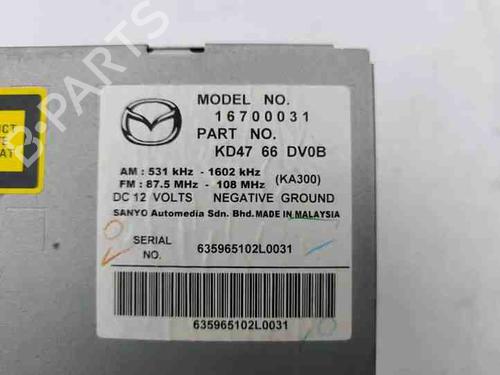 MODEL NO.
16700031
PART NO.
KD47 66 DV0B
AM : 531 kHz - 1602 kHz
FM : 87.5 MHz - 108 MHz (KA300)
DC 12 VOLTS NEGATIVE GROUND
SANYO Automedia Sdn. Bhd. MADE IN MALAYSIA
SERIAL NO. 635965102L0031
635965102L0031